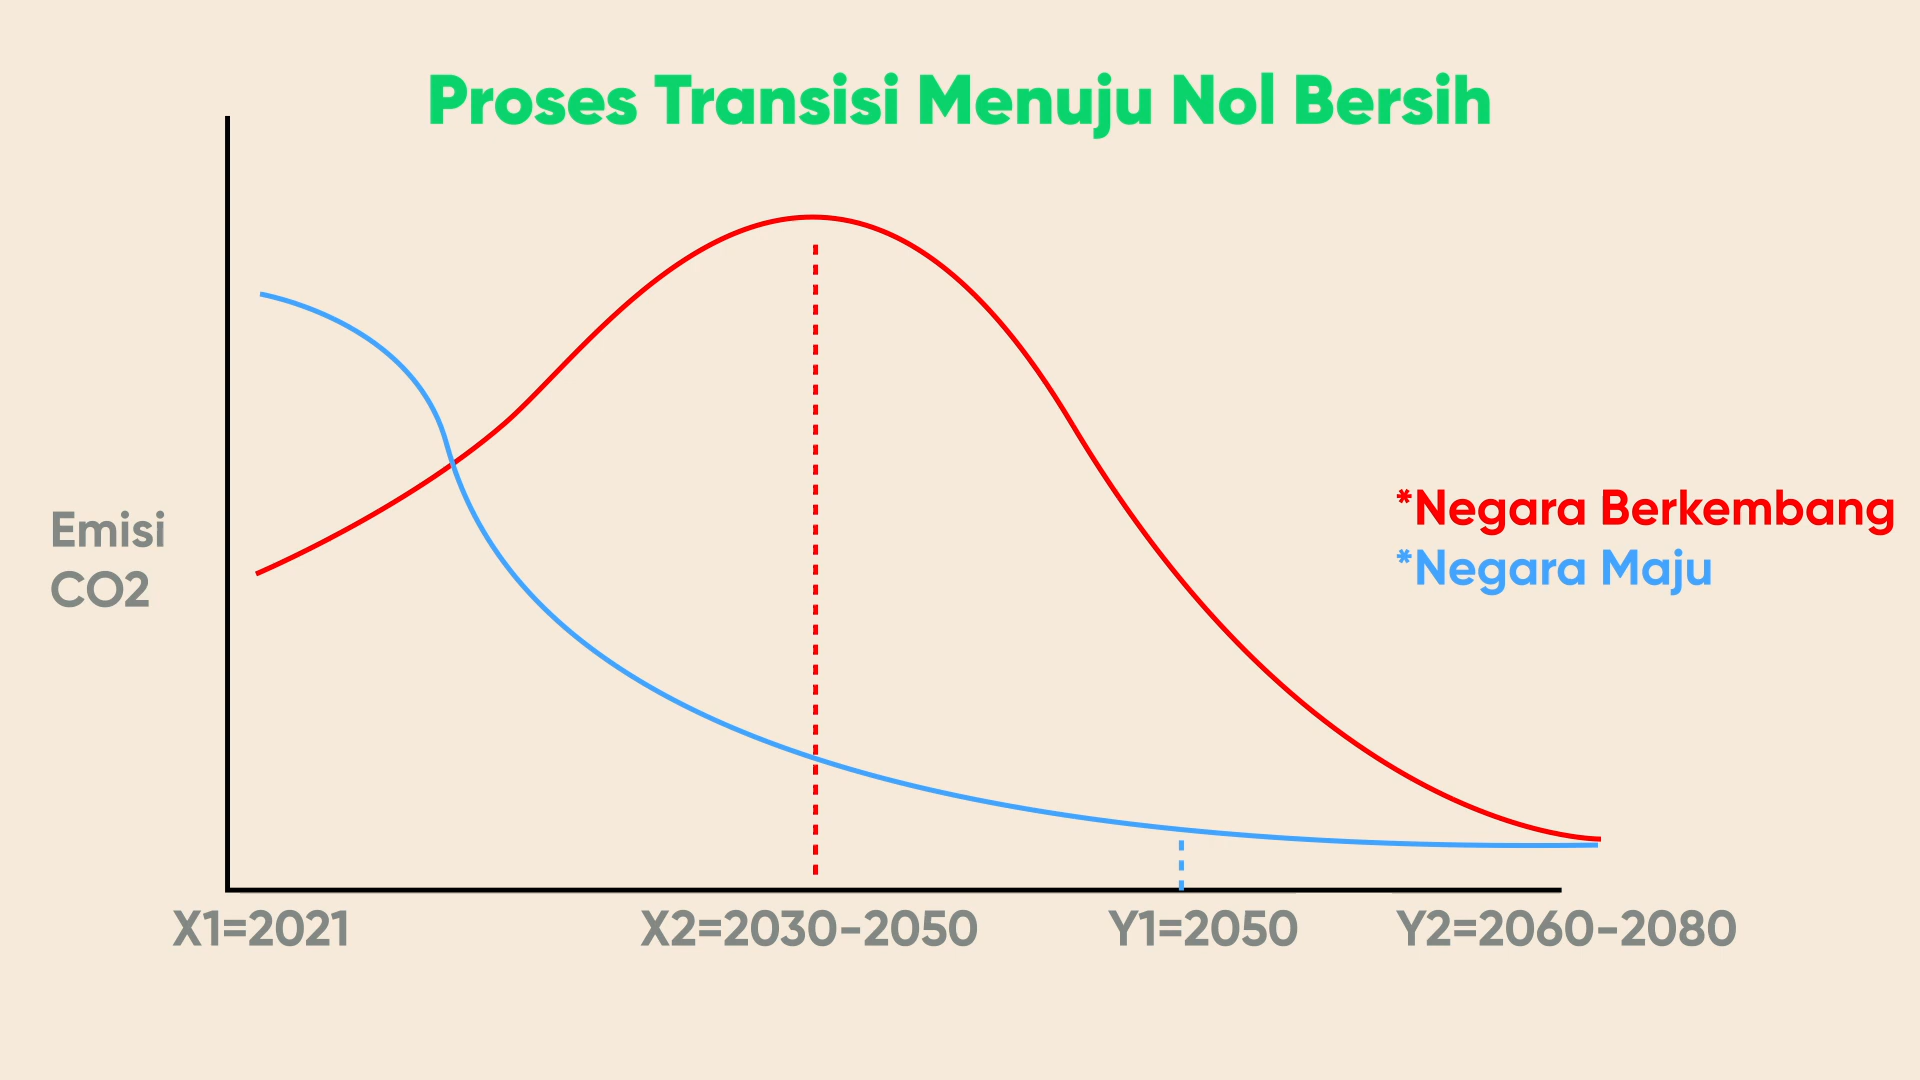 Proses Transisi Menuju Nol Bersih
Emisi
CO2
*Negara Berkembang
*Negara Maju
X1=2021
X2=2030-2050
Y1=2050
Y2=2060-2080